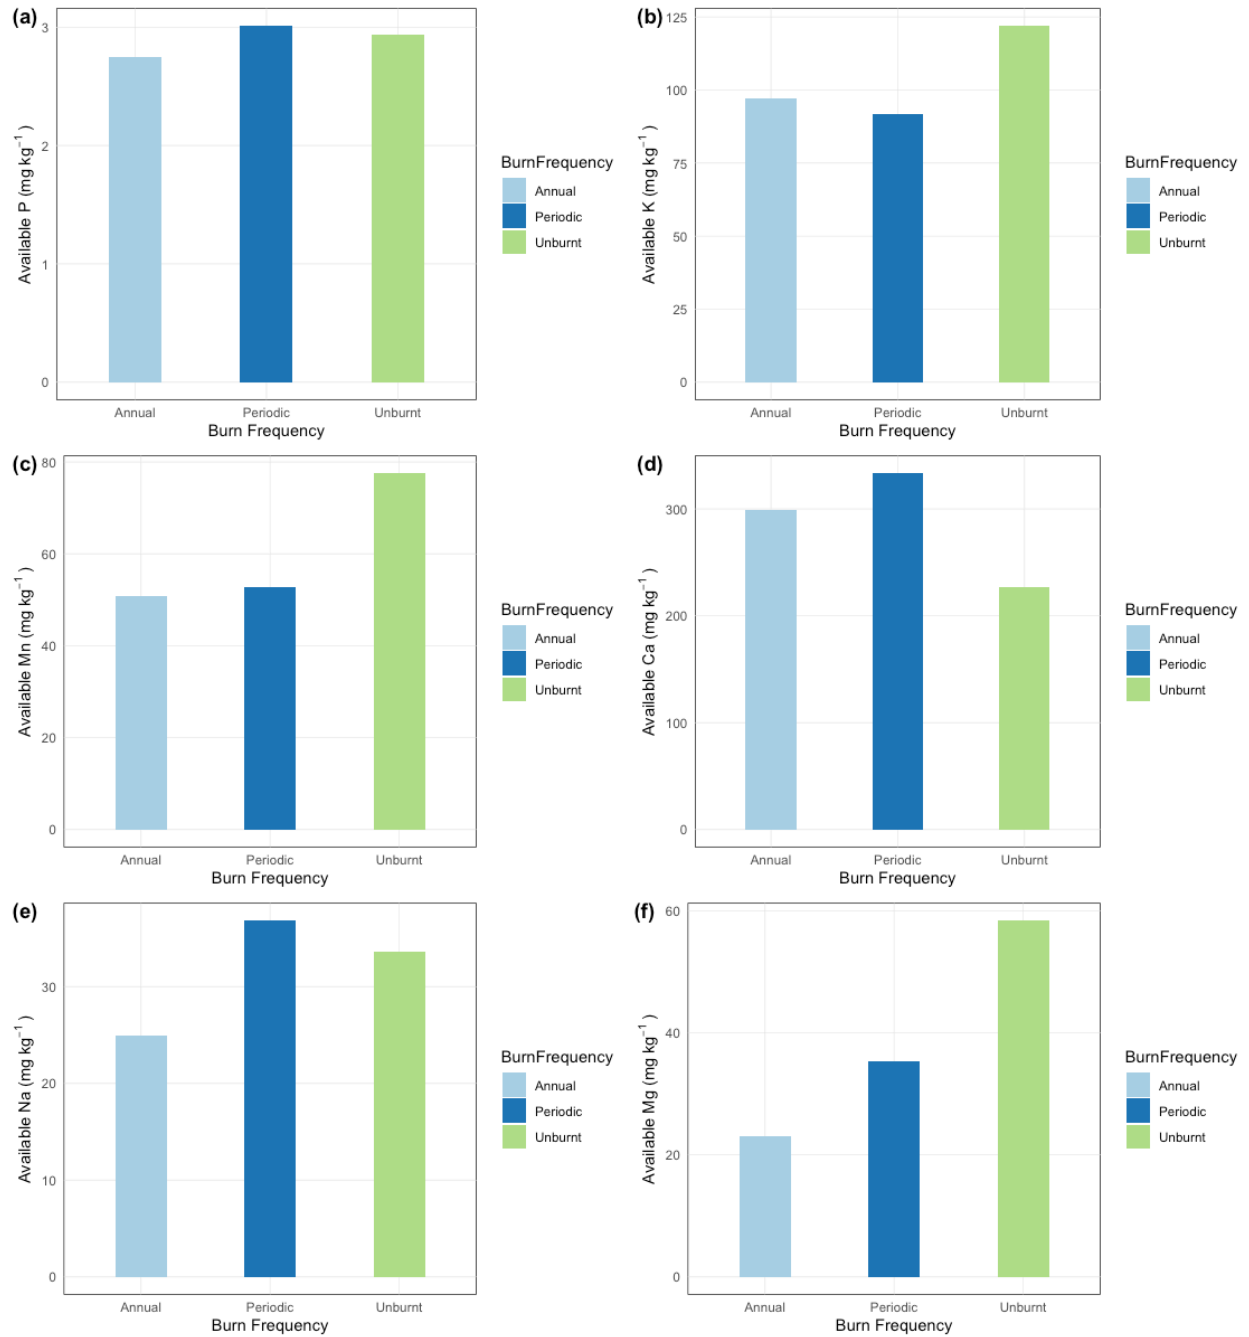 (a)
3
2
1
0
Available P (mg kg⁻¹ )
Annual
Periodic
Unburnt
Burn Frequency
BurnFrequency
Annual
Periodic
Unburnt
(b)
125
100
75
50
25
0
Available K (mg kg⁻¹ )
Annual
Periodic
Unburnt
Burn Frequency
BurnFrequency
Annual
Periodic
Unburnt
(c)
80
60
40
20
0
Available Mn (mg kg⁻¹ )
Annual
Periodic
Unburnt
Burn Frequency
BurnFrequency
Annual
Periodic
Unburnt
(d)
300
200
100
0
Available Ca (mg kg⁻¹ )
Annual
Periodic
Unburnt
Burn Frequency
BurnFrequency
Annual
Periodic
Unburnt
(e)
30
20
10
0
Available Na (mg kg⁻¹ )
Annual
Periodic
Unburnt
Burn Frequency
BurnFrequency
Annual
Periodic
Unburnt
(f)
60
40
20
0
Available Mg (mg kg⁻¹ )
Annual
Periodic
Unburnt
Burn Frequency
BurnFrequency
Annual
Periodic
Unburnt